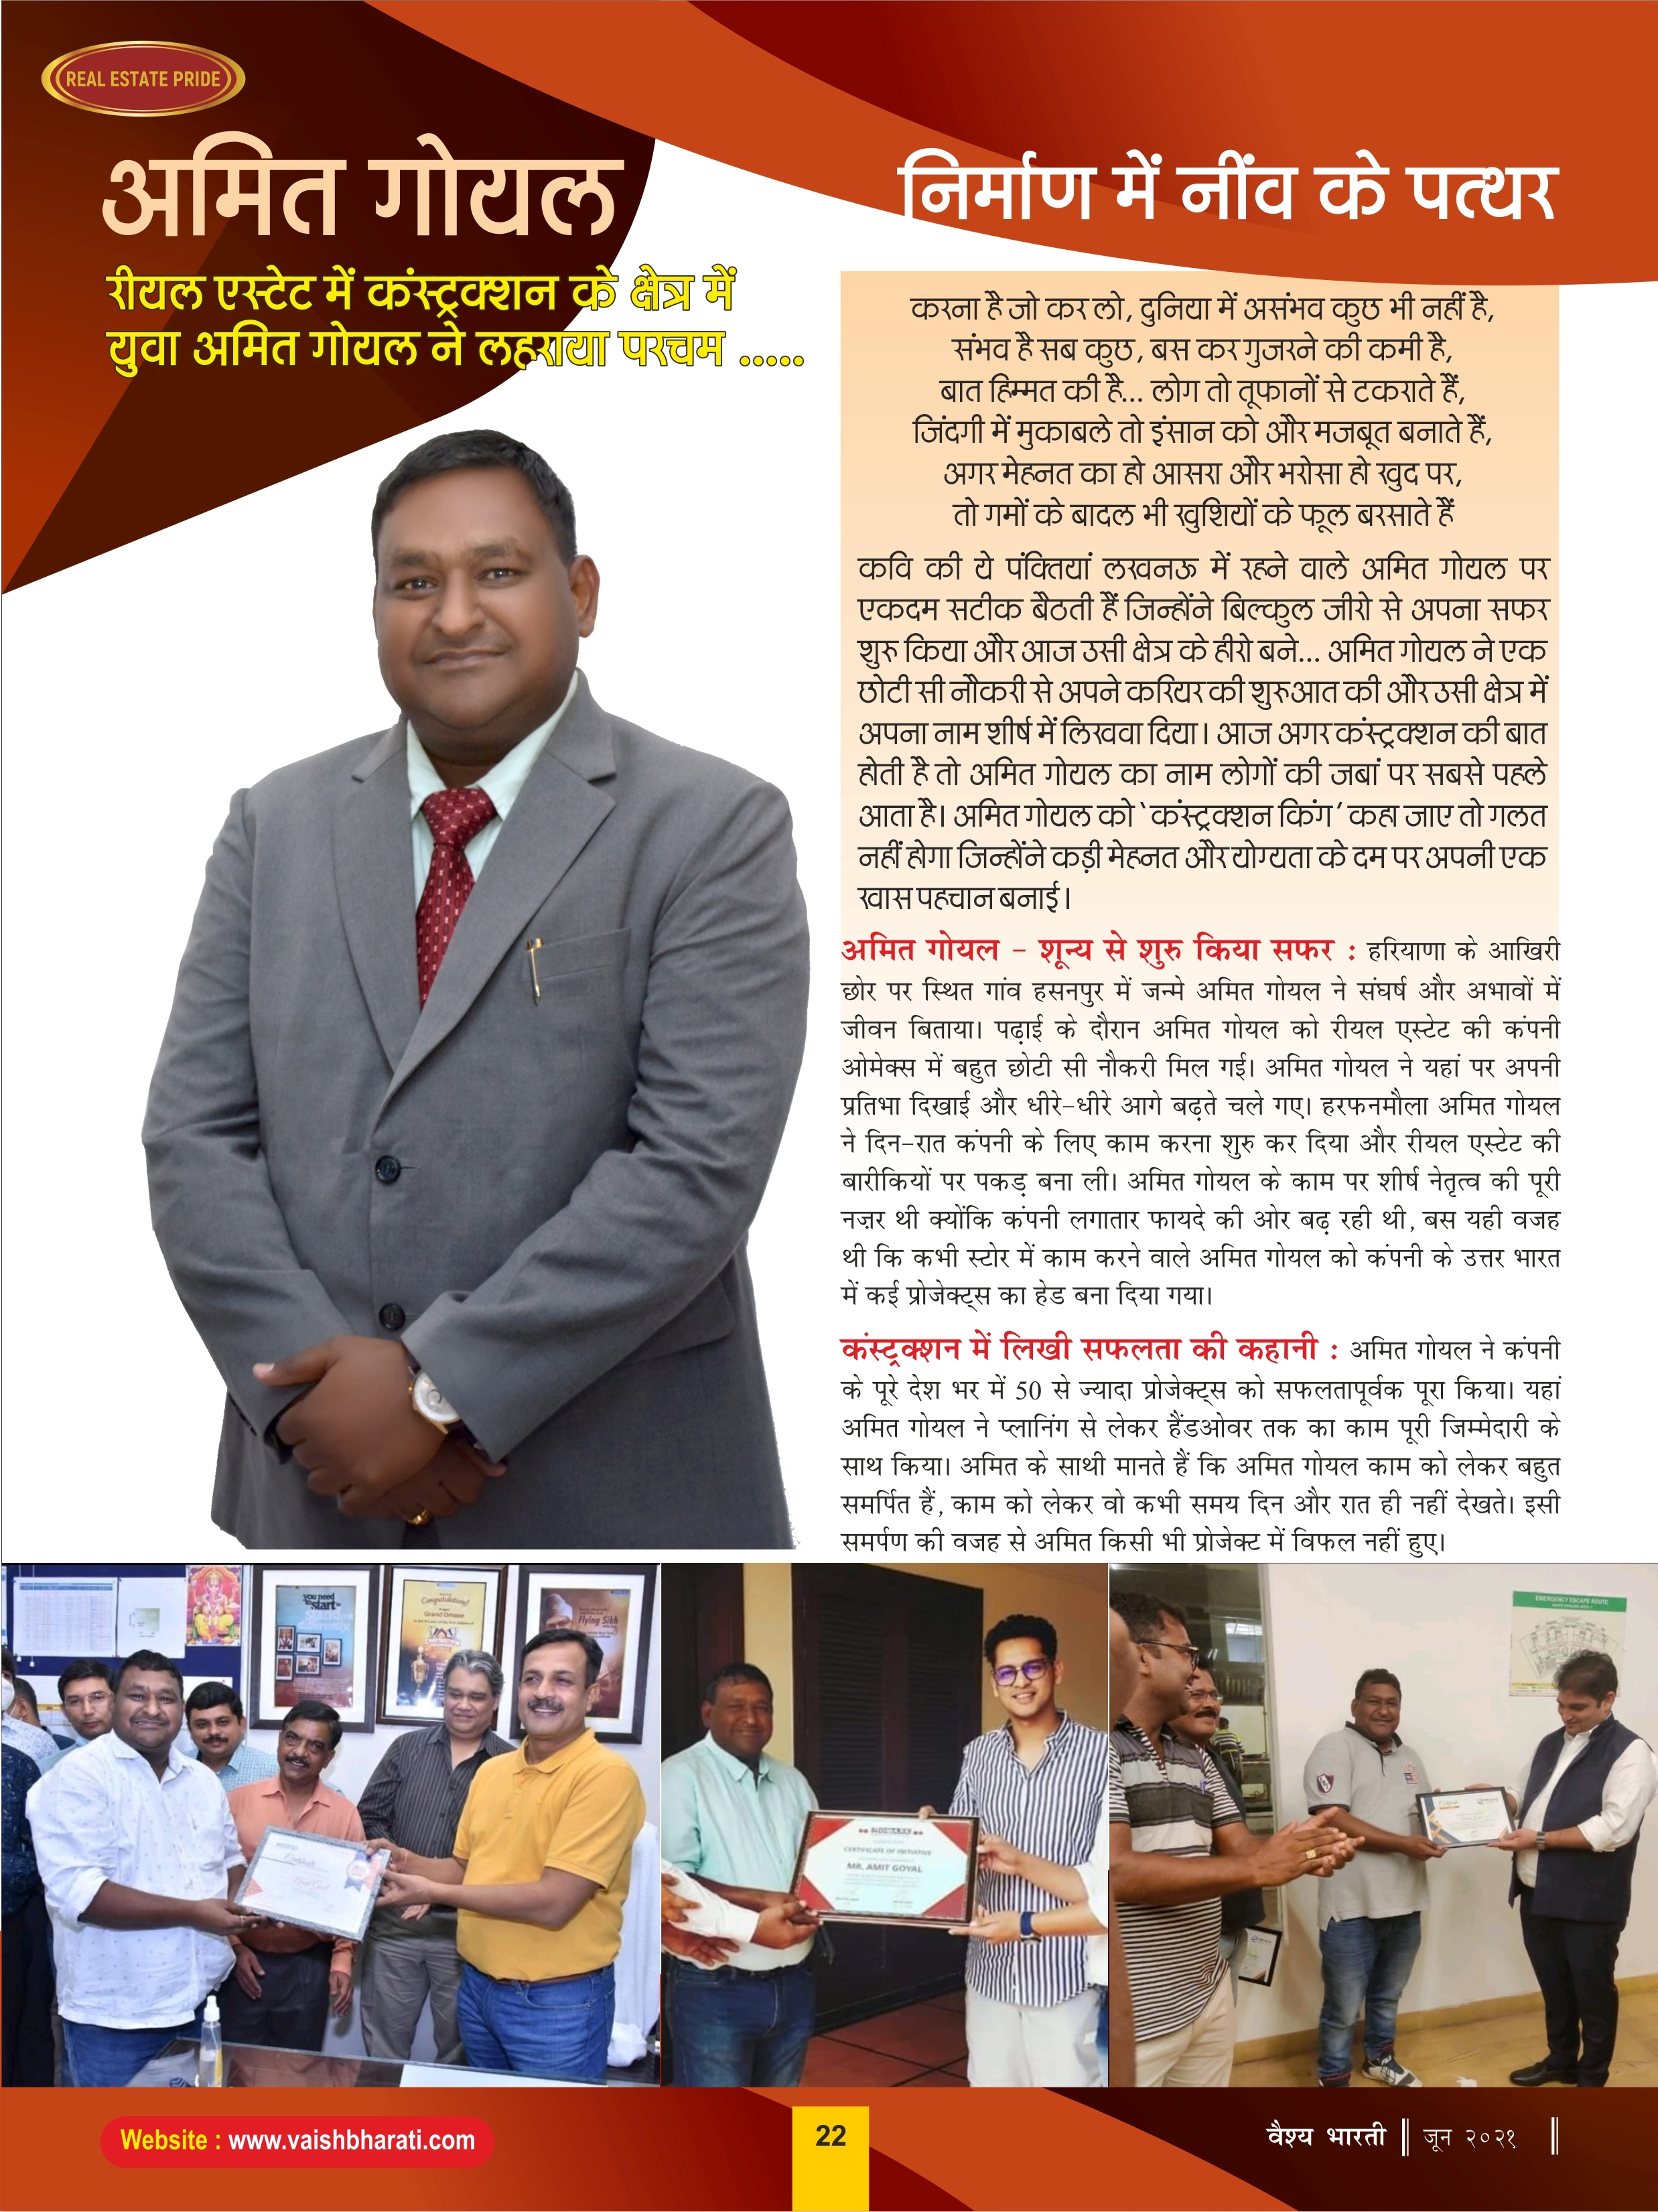 REAL ESTATE PRIDE
अमित गोयल
निर्माण में नींव के पत्थर
रीयल एस्टेट में कंस्ट्रक्शन के क्षेत्र में
युवा अमित गोयल ने लहराया परचम .....
करना है जो कर लो, दुनिया में असंभव कुछ भी नहीं है,
संभव है सब कुछ, बस कर गुजरने की कमी है,
बात हिम्मत की है... लोग तो तूफानों से टकराते हैं,
जिंदगी में मुकाबले तो इंसान को और मजबूत बनाते हैं,
अगर मेहनत का हो आसरा और भरोसा हो खुद पर,
तो गमों के बादल भी खुशियों के फूल बरसाते हैं
कवि की ये पंक्तियां लखनऊ में रहने वाले अमित गोयल पर
एकदम सटीक बैठती हैं जिन्होंने बिल्कुल जीरो से अपना सफर
शुरू किया और आज उसी क्षेत्र के हीरो बने... अमित गोयल ने एक
छोटी सी नौकरी से अपने करियर की शुरूआत की और उसी क्षेत्र में
अपना नाम शीर्ष में लिखवा दिया। आज अगर कंस्ट्रक्शन की बात
होती है तो अमित गोयल का नाम लोगों की जबां पर सबसे पहले
आता है। अमित गोयल को 'कंस्ट्रक्शन किंग' कहा जाए तो गलत
नहीं होगा जिन्होंने कड़ी मेहनत और योग्यता के दम पर अपनी एक
खास पहचान बनाई।
अमित गोयल - शून्य से शुरु किया सफर : हरियाणा के आखिरी
छोर पर स्थित गांव हसनपुर में जन्मे अमित गोयल ने संघर्ष और अभावों में
जीवन बिताया। पढ़ाई के दौरान अमित गोयल को रीयल एस्टेट की कंपनी
ओमेक्स में बहुत छोटी सी नौकरी मिल गई। अमित गोयल ने यहां पर अपनी
प्रतिभा दिखाई और धीरे-धीरे आगे बढ़ते चले गए। हरफनमौला अमित गोयल
ने दिन-रात कंपनी के लिए काम करना शुरु कर दिया और रीयल एस्टेट की
बारीकियों पर पकड़ बना ली। अमित गोयल के काम पर शीर्ष नेतृत्व की पूरी
नज़र थी क्योंकि कंपनी लगातार फायदे की ओर बढ़ रही थी, बस यही वजह
थी कि कभी स्टोर में काम करने वाले अमित गोयल को कंपनी के उत्तर भारत
में कई प्रोजेक्ट्स का हेड बना दिया गया।
कंस्ट्रक्शन में लिखी सफलता की कहानी : अमित गोयल ने कंपनी
के पूरे देश भर में 50 से ज्यादा प्रोजेक्ट्स को सफलतापूर्वक पूरा किया। यहां
अमित गोयल ने प्लानिंग से लेकर हैंडओवर तक का काम पूरी जिम्मेदारी के
साथ किया। अमित के साथी मानते हैं कि अमित गोयल काम को लेकर बहुत
समर्पित हैं, काम को लेकर वो कभी समय दिन और रात ही नहीं देखते। इसी
समर्पण की वजह से अमित किसी भी प्रोजेक्ट में विफल नहीं हुए।
you need
to start
Congratulations!
Grand Omaxe
Flying Sikh
CERTIFICATE OF INITIATIVE
MR. AMIT GOYAL
EMERGENCY ESCAPE ROUTE
Website : www.vaishbharati.com
22
वैश्य भारती || जून २०२१ ||